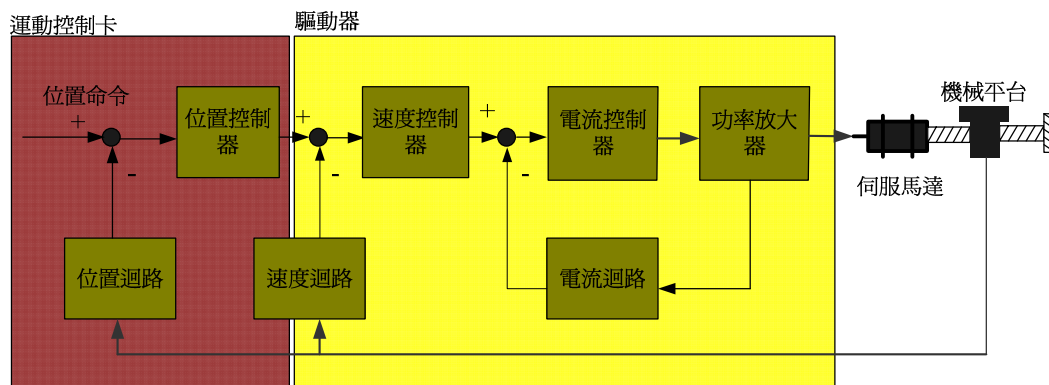 運動控制卡
驅動器
位置命令
+
-
位置控制
器
+
-
速度控制
器
+
-
電流控制
器
功率放大
器
機械平台
伺服馬達
位置迴路
速度迴路
電流迴路